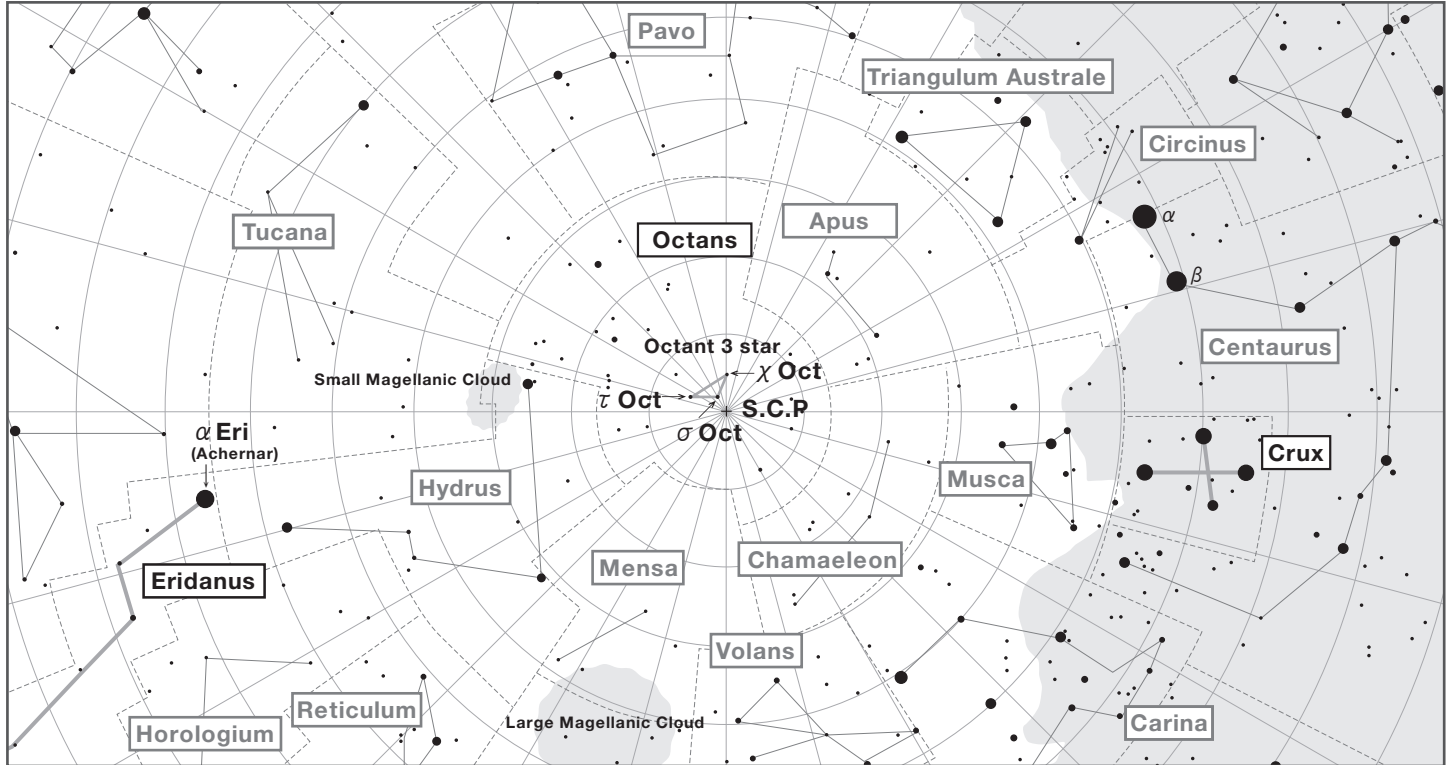 Pavo
Triangulum Australe
Circinus
α
Tucana
Apus
Octans
β
Octant 3 star
Centaurus
Small Magellanic Cloud
χ Oct
τ Oct
S.C.P
σ Oct
α Eri
(Achernar)
Crux
Hydrus
Musca
Mensa
Chamaeleon
Eridanus
Volans
Reticulum
Large Magellanic Cloud
Horologium
Carina